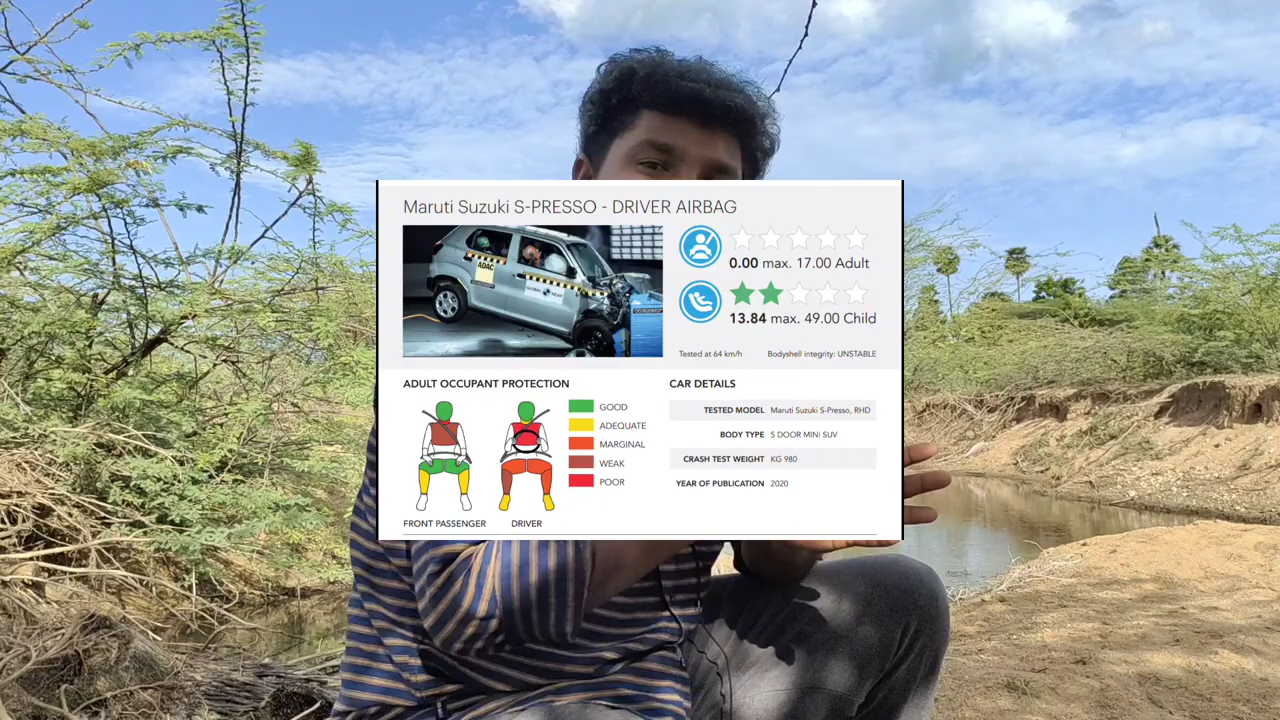 Maruti Suzuki S-PRESSO - DRIVER AIRBAG
ADAC
GLOBAL NCAP
0.00 max. 17.00 Adult
13.84 max. 49.00 Child
Tested at 64 km/h
Bodyshell integrity: UNSTABLE
ADULT OCCUPANT PROTECTION
GOOD
ADEQUATE
MARGINAL
WEAK
POOR
FRONT PASSENGER
DRIVER
CAR DETAILS
TESTED MODEL Maruti Suzuki S-Presso, RHD
BODY TYPE 5 DOOR MINI SUV
CRASH TEST WEIGHT KG 980
YEAR OF PUBLICATION 2020